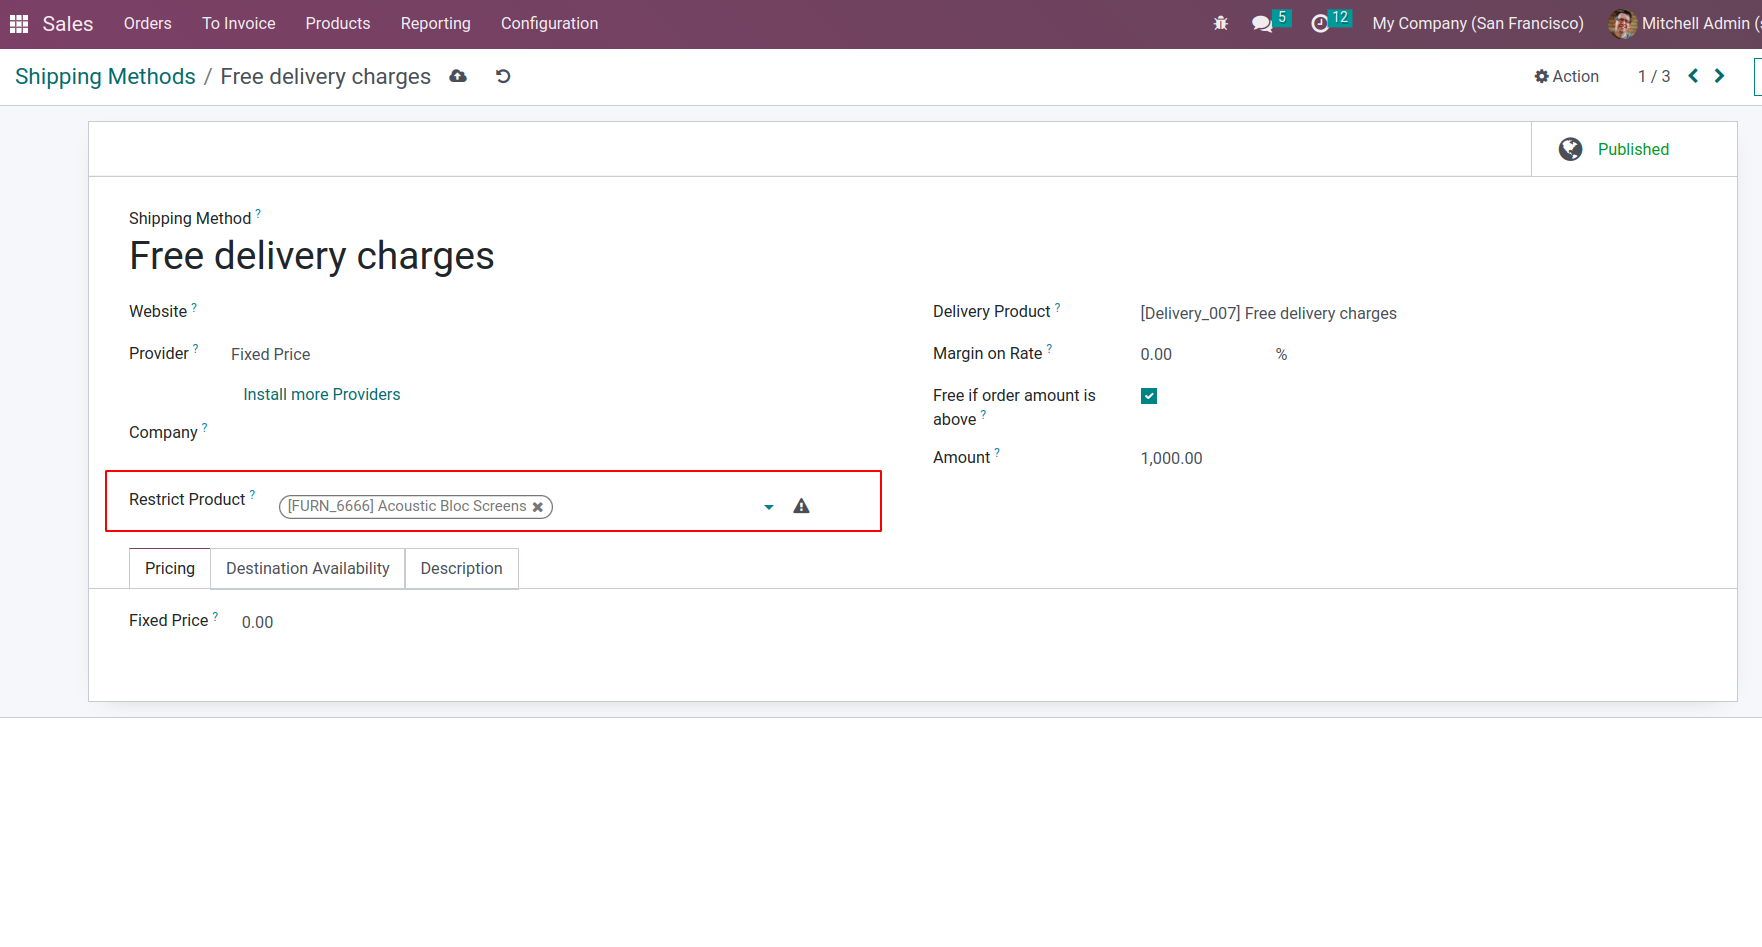 Sales Orders To Invoice Products Reporting Configuration 5 12 My Company (San Francisco) Mitchell Admin (
Shipping Methods / Free delivery charges Action 1 / 3
Published
Shipping Method ?
Free delivery charges
Website ?
Provider ? Fixed Price
Install more Providers
Company ?
Restrict Product ? [FURN_6666] Acoustic Bloc Screens
Delivery Product ? [Delivery_007] Free delivery charges
Margin on Rate ? 0.00 %
Free if order amount is
above ?
Amount ? 1,000.00
Pricing Destination Availability Description
Fixed Price ? 0.00